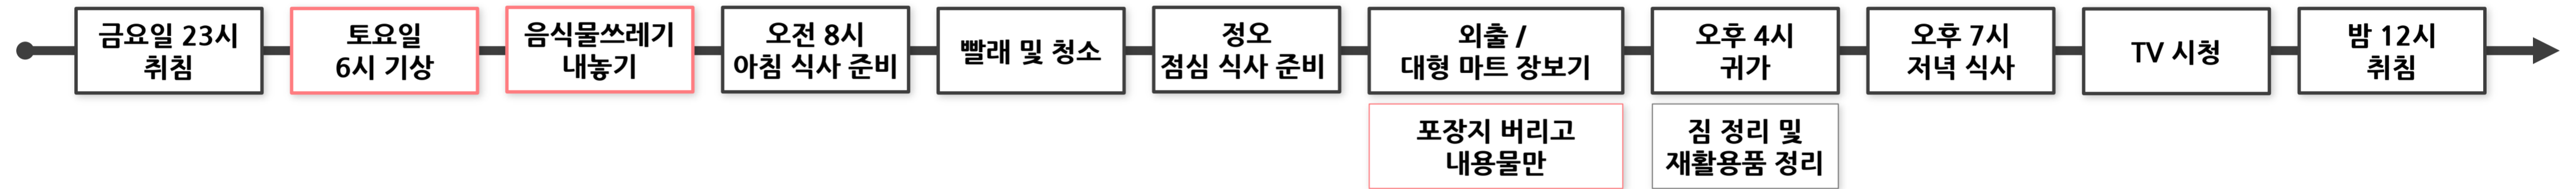 금요일 23시
취침
토요일
6시 기상
음식물쓰레기
내놓기
오전 8시
아침 식사 준비
빨래 및 청소
정오
점심 식사 준비
외출 /
대형 마트 장보기
포장지 버리고
내용물만
오후 4시
귀가
짐 정리 및
재활용품 정리
오후 7시
저녁 식사
TV 시청
밤 12시
취침